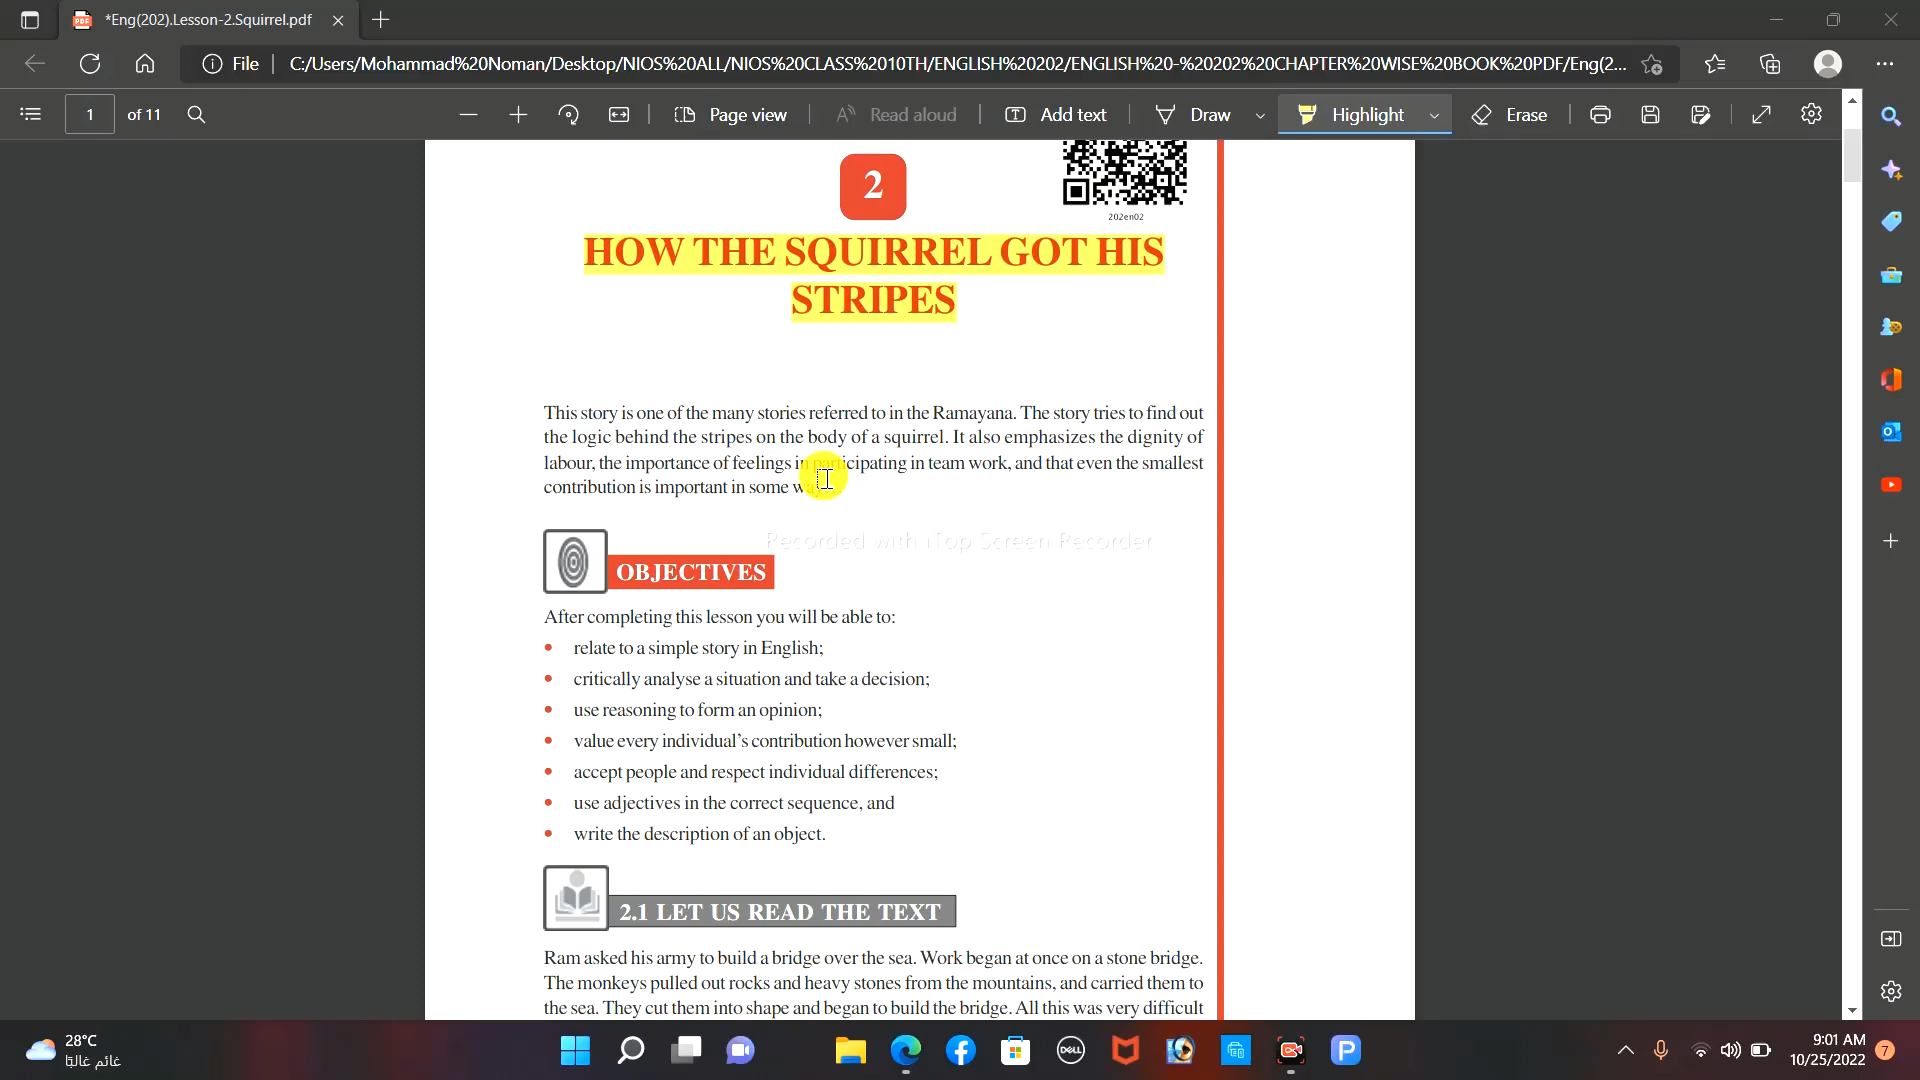 *Eng(202).Lesson-2.Squirrel.pdf
File
C:/Users/Mohammad%20Noman/Desktop/NIOS%20ALL/NIOS%20CLASS%2010TH/ENGLISH%20202/ENGLISH%20-%20202%20CHAPTER%20WISE%20BOOK%20PDF/Eng(2...
1 of 11
Page view
Read aloud
Add text
Draw
Highlight
Erase
2
202en02
HOW THE SQUIRREL GOT HIS
STRIPES
This story is one of the many stories referred to in the Ramayana. The story tries to find out
the logic behind the stripes on the body of a squirrel. It also emphasizes the dignity of
labour, the importance of feelings in participating in team work, and that even the smallest
contribution is important in some
Recorded with iTop Screen Recorder
OBJECTIVES
After completing this lesson you will be able to:
• relate to a simple story in English;
• critically analyse a situation and take a decision;
• use reasoning to form an opinion;
• value every individual's contribution however small;
• accept people and respect individual differences;
• use adjectives in the correct sequence, and
• write the description of an object.
2.1 LET US READ THE TEXT
Ram asked his army to build a bridge over the sea. Work began at once on a stone bridge.
The monkeys pulled out rocks and heavy stones from the mountains, and carried them to
the sea. They cut them into shape and began to build the bridge. All this was very difficult
28°C
غائم غالبًا
DELL
9:01 AM
10/25/2022
7